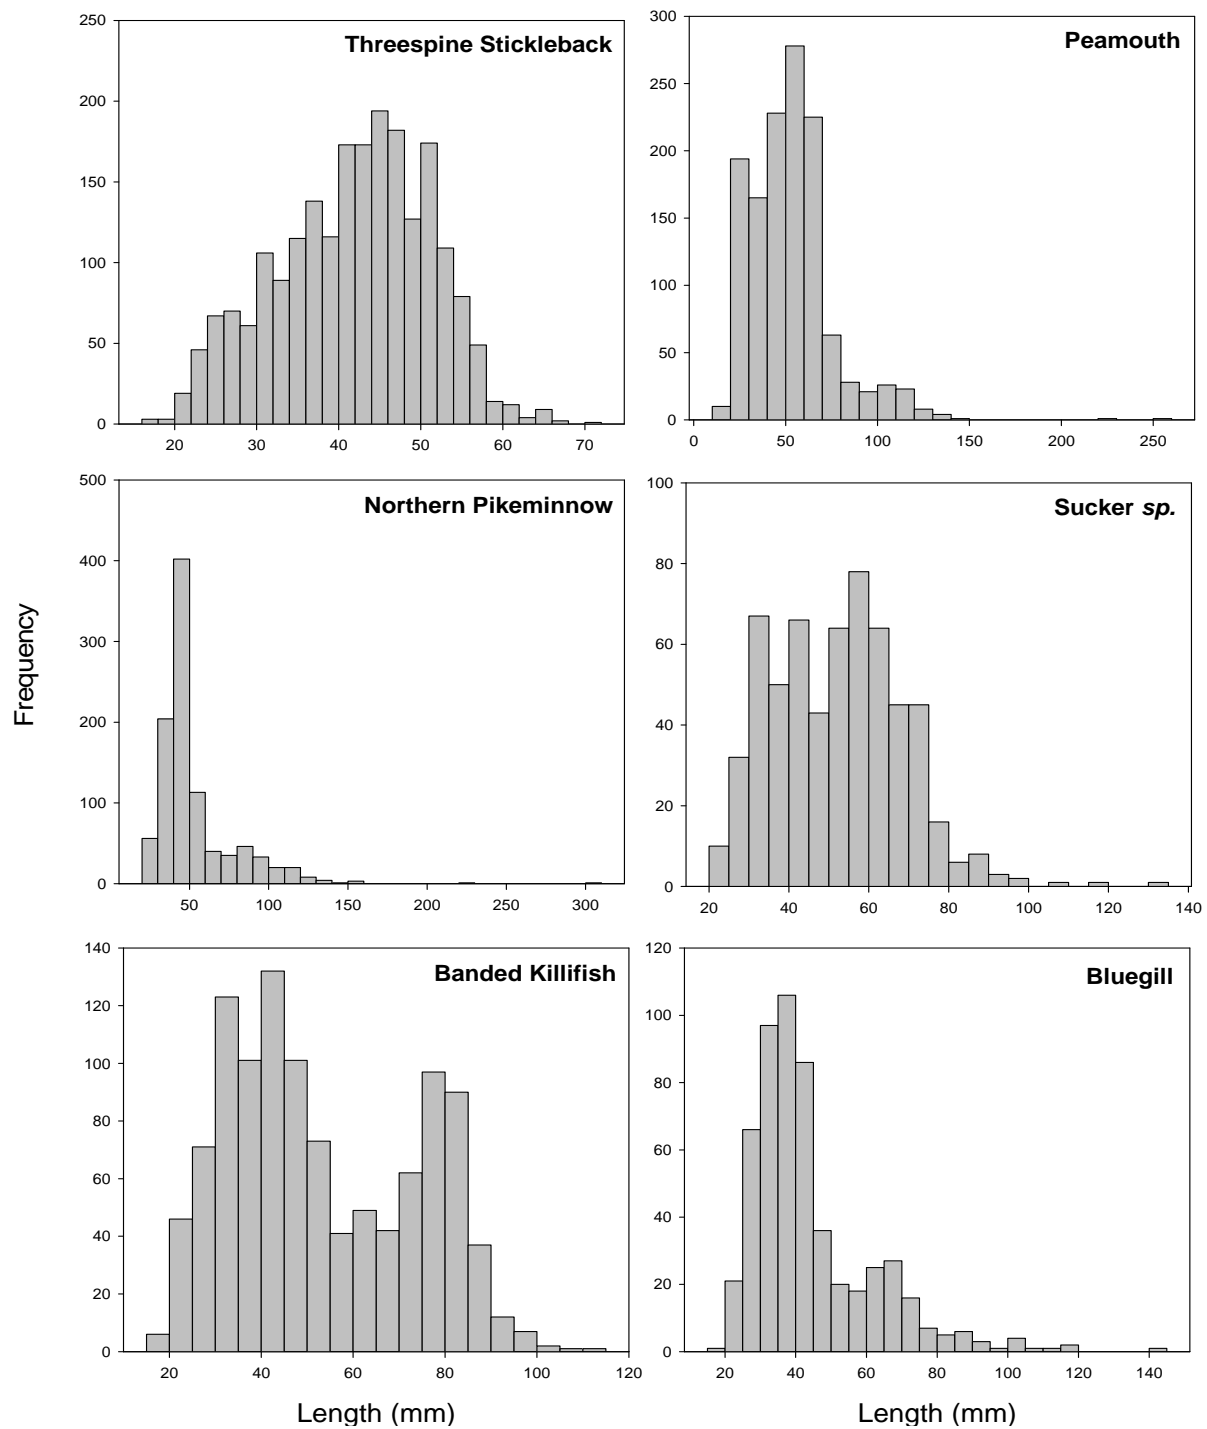 Threespine Stickleback
250
200
150
100
50
0
20 30 40 50 60 70
Peamouth
300
250
200
150
100
50
0
0 50 100 150 200 250
Northern Pikeminnow
500
400
300
200
100
0
50 100 150 200 250 300
Sucker sp.
100
80
60
40
20
0
20 40 60 80 100 120 140
Frequency
Banded Killifish
140
120
100
80
60
40
20
0
20 40 60 80 100 120
Length (mm)
Bluegill
120
100
80
60
40
20
0
20 40 60 80 100 120 140
Length (mm)